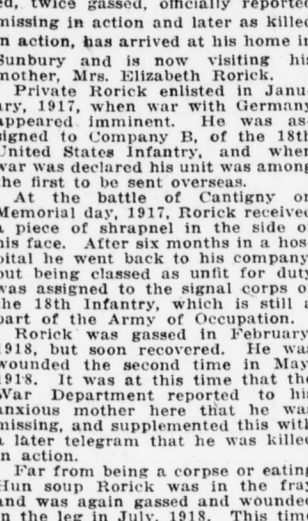 ed, twice gassed, officially reported
missing in action and later as killed
in action, has arrived at his home in
Sunbury and is now visiting his
mother, Mrs. Elizabeth Rorick.
Private Rorick enlisted in Janu-
ary, 1917, when war with Germany
appeared imminent. He was as-
signed to Company B, of the 18th
United States Infantry, and when
war was declared his unit was among
the first to be sent overseas.
At the battle of Cantigny on
Memorial day, 1917, Rorick received
a piece of shrapnel in the side of
his face. After six months in a hos-
pital he went back to his company,
but being classed as unfit for duty
was assigned to the signal corps of
the 18th Infantry, which is still a
part of the Army of Occupation.
Rorick was gassed in February,
1918, but soon recovered. He was
wounded the second time in May,
1918. It was at this time that the
War Department reported to his
anxious mother here that he was
missing, and supplemented this with
a later telegram that he was killed
in action.
Far from being a corpse or eating
Hun soup Rorick was in the fray
and was again gassed and wounded
in the leg in July, 1918. This time